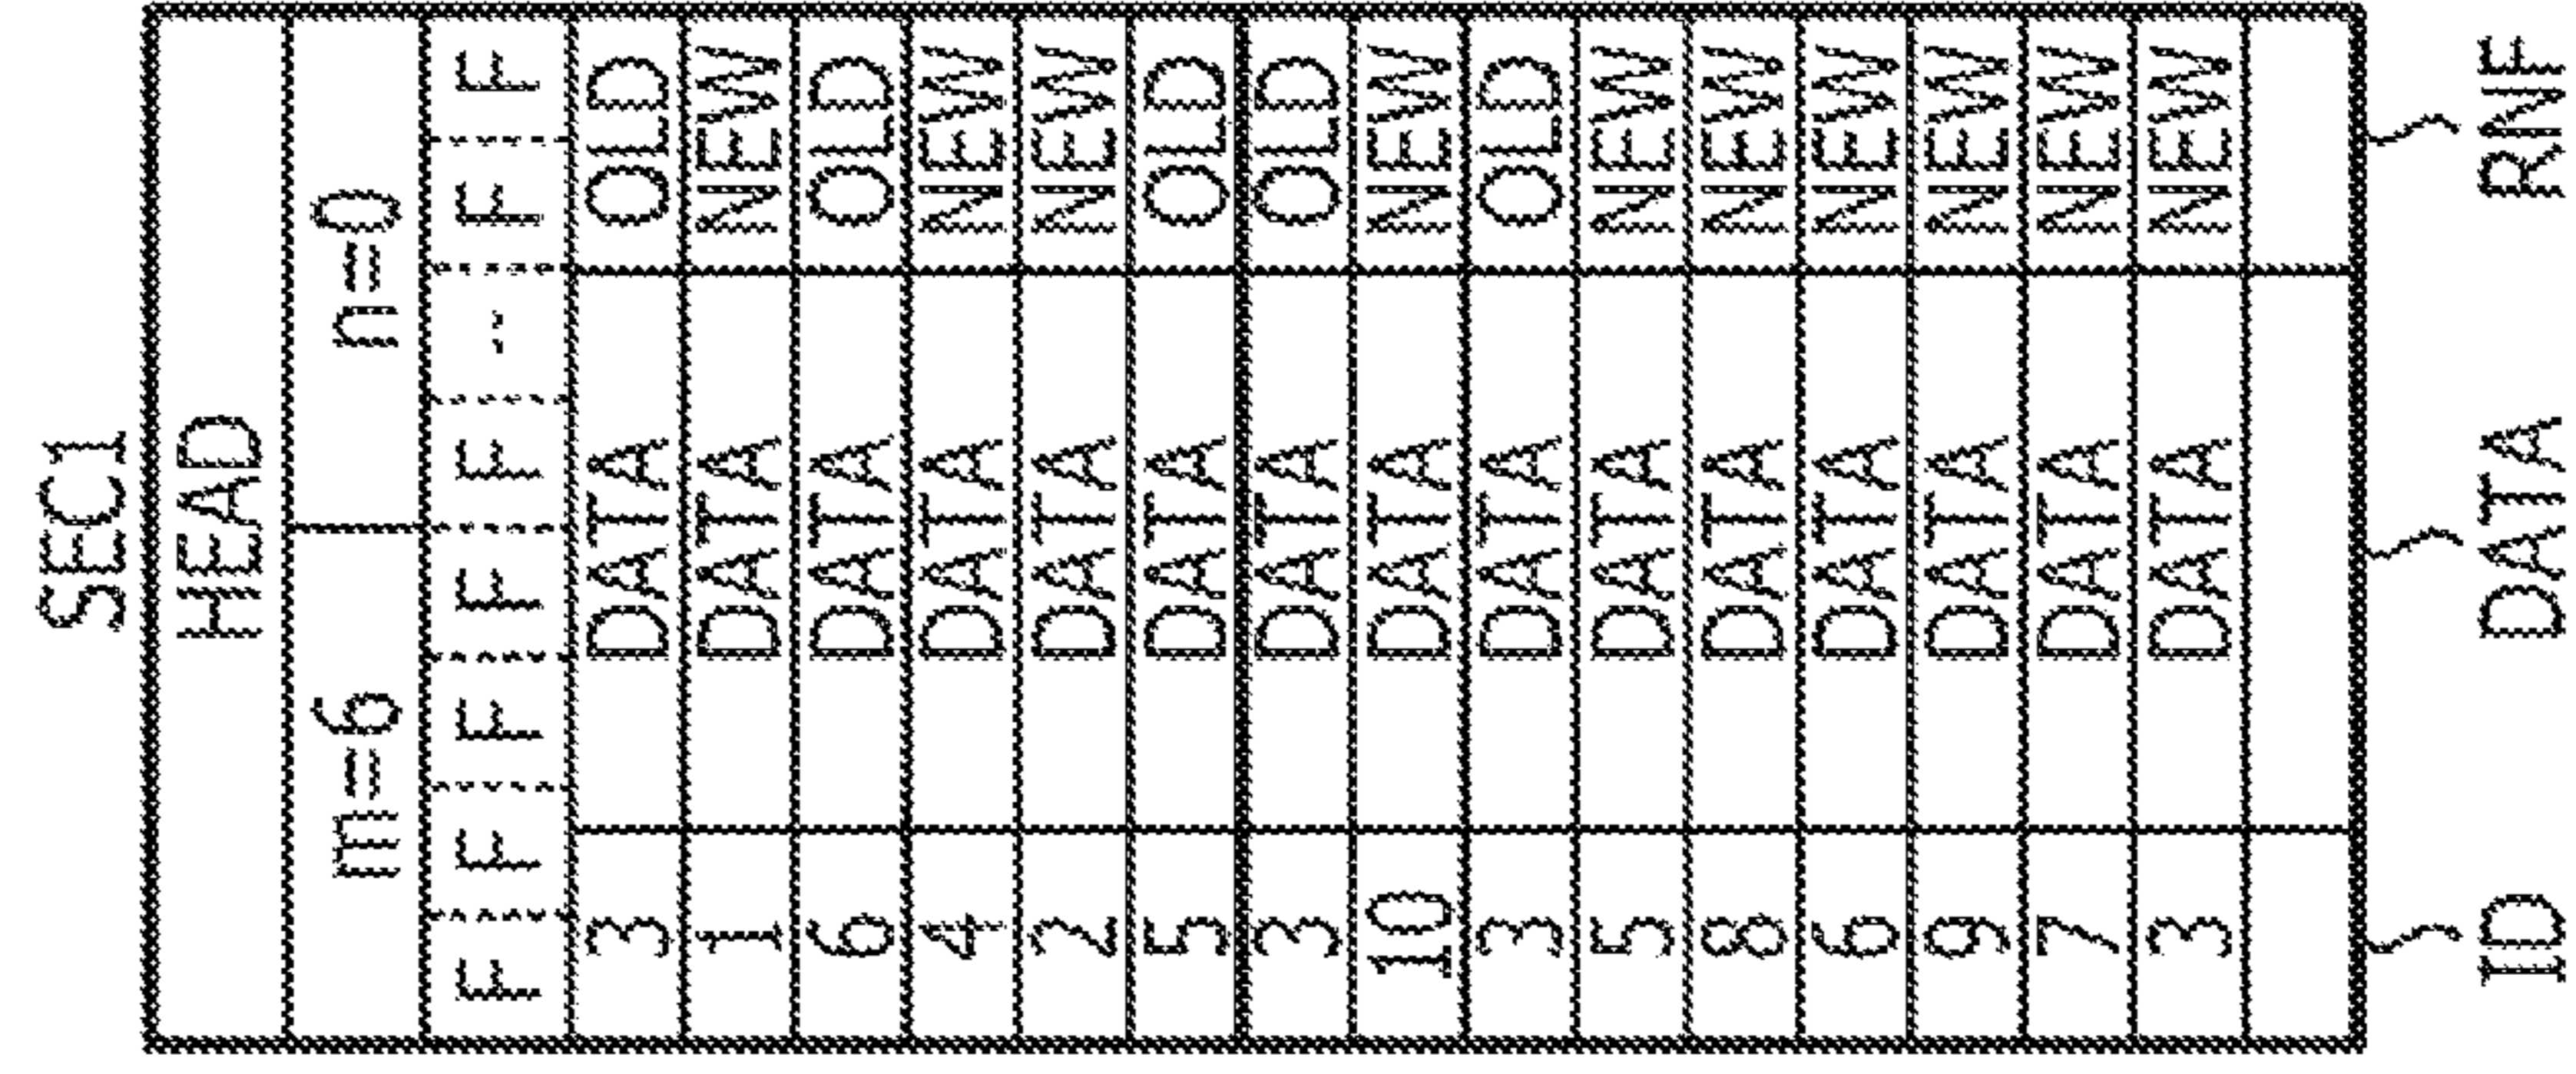 SEC1
HEAD
m=6 n=0
F F F F F ... F F
3 DATA OLD
1 DATA NEW
6 DATA OLD
4 DATA NEW
2 DATA NEW
5 DATA OLD
3 DATA OLD
10 DATA NEW
3 DATA OLD
5 DATA NEW
8 DATA NEW
6 DATA NEW
9 DATA NEW
7 DATA NEW
3 DATA NEW
ID DATA RNF